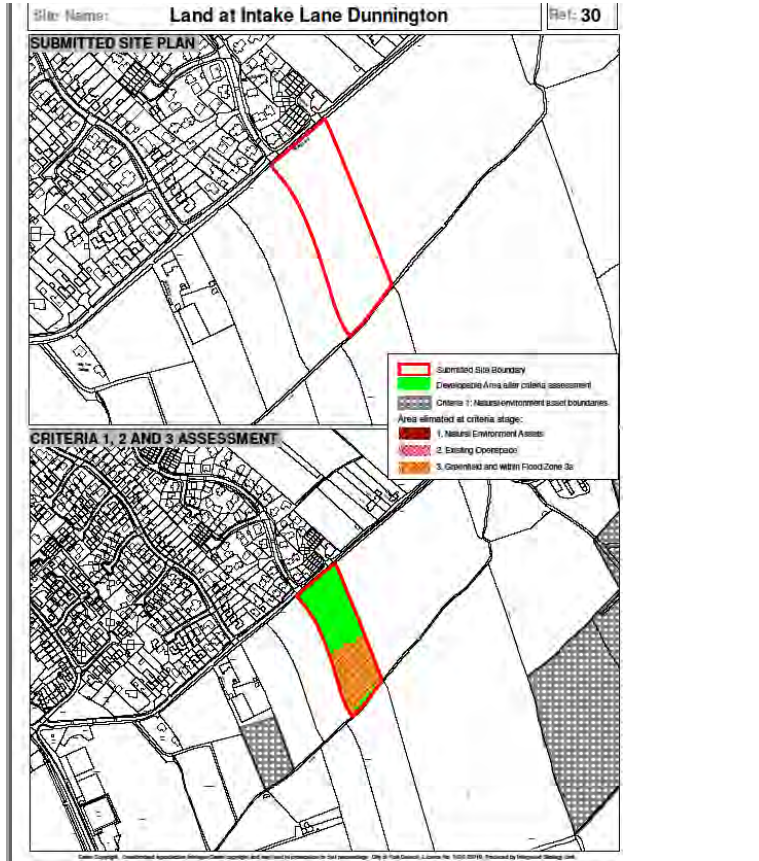 Site Name: Land at Intake Lane Dunnington Ref: 30
SUBMITTED SITE PLAN
Submitted Site Boundary
Developable Area after criteria assessment
Criteria 1: Natural environment Asset boundaries
Area elimated at criteria stage:
1. Natural Environment Assets
2. Existing Openspace
3. Greenfield and within Flood Zone 3a
CRITERIA 1, 2 AND 3 ASSESSMENT